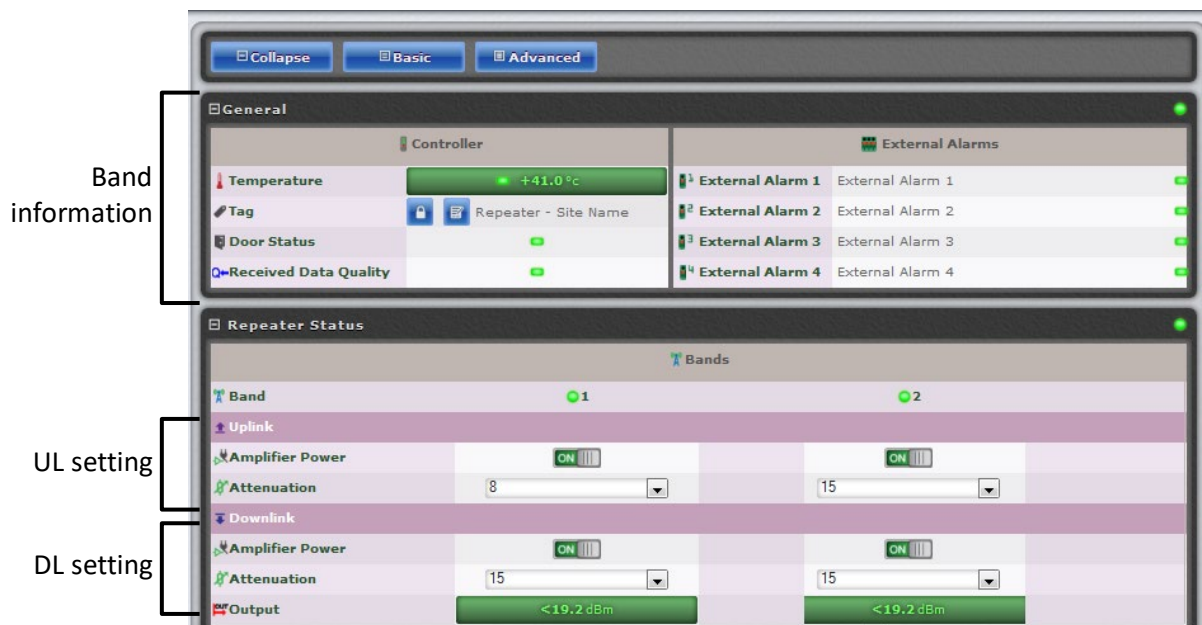 Collapse Basic Advanced
General
Controller External Alarms
Temperature +41.0 °c External Alarm 1 External Alarm 1
Tag Repeater - Site Name External Alarm 2 External Alarm 2
Door Status External Alarm 3 External Alarm 3
Received Data Quality External Alarm 4 External Alarm 4
Band
information
Repeater Status
Bands
Band 1 2
Uplink
Amplifier Power ON ON
Attenuation 8 15
UL setting
Downlink
Amplifier Power ON ON
Attenuation 15 15
Output <19.2 dBm <19.2 dBm
DL setting